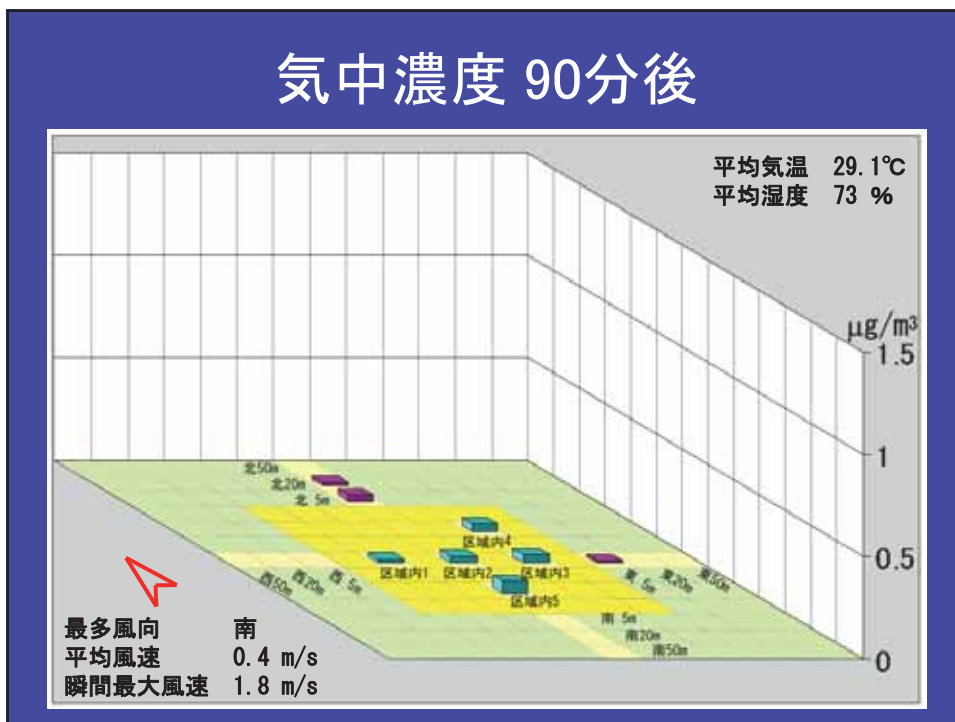 気中濃度 90分後
平均気温 29.1℃
平均湿度 73 %
μg/m³
1.5
1
0.5
0
北50m
北20m
北 5m
区域内4
区域内1
区域内2
区域内3
区域内5
西50m
西20m
西 5m
東 5m
東20m
東50m
南 5m
南20m
南50m
最多風向 南
平均風速 0.4 m/s
瞬間最大風速 1.8 m/s